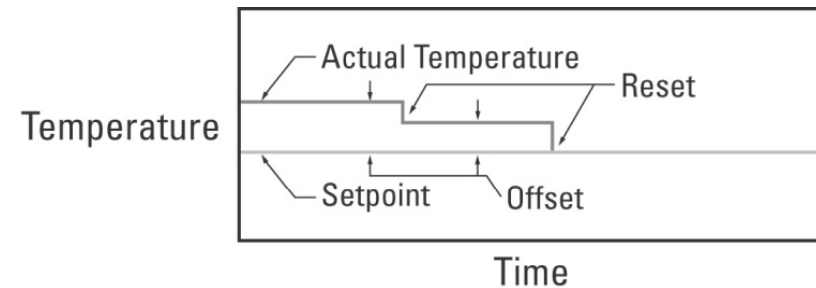 Actual Temperature
Reset
Temperature
Setpoint
Offset
Time